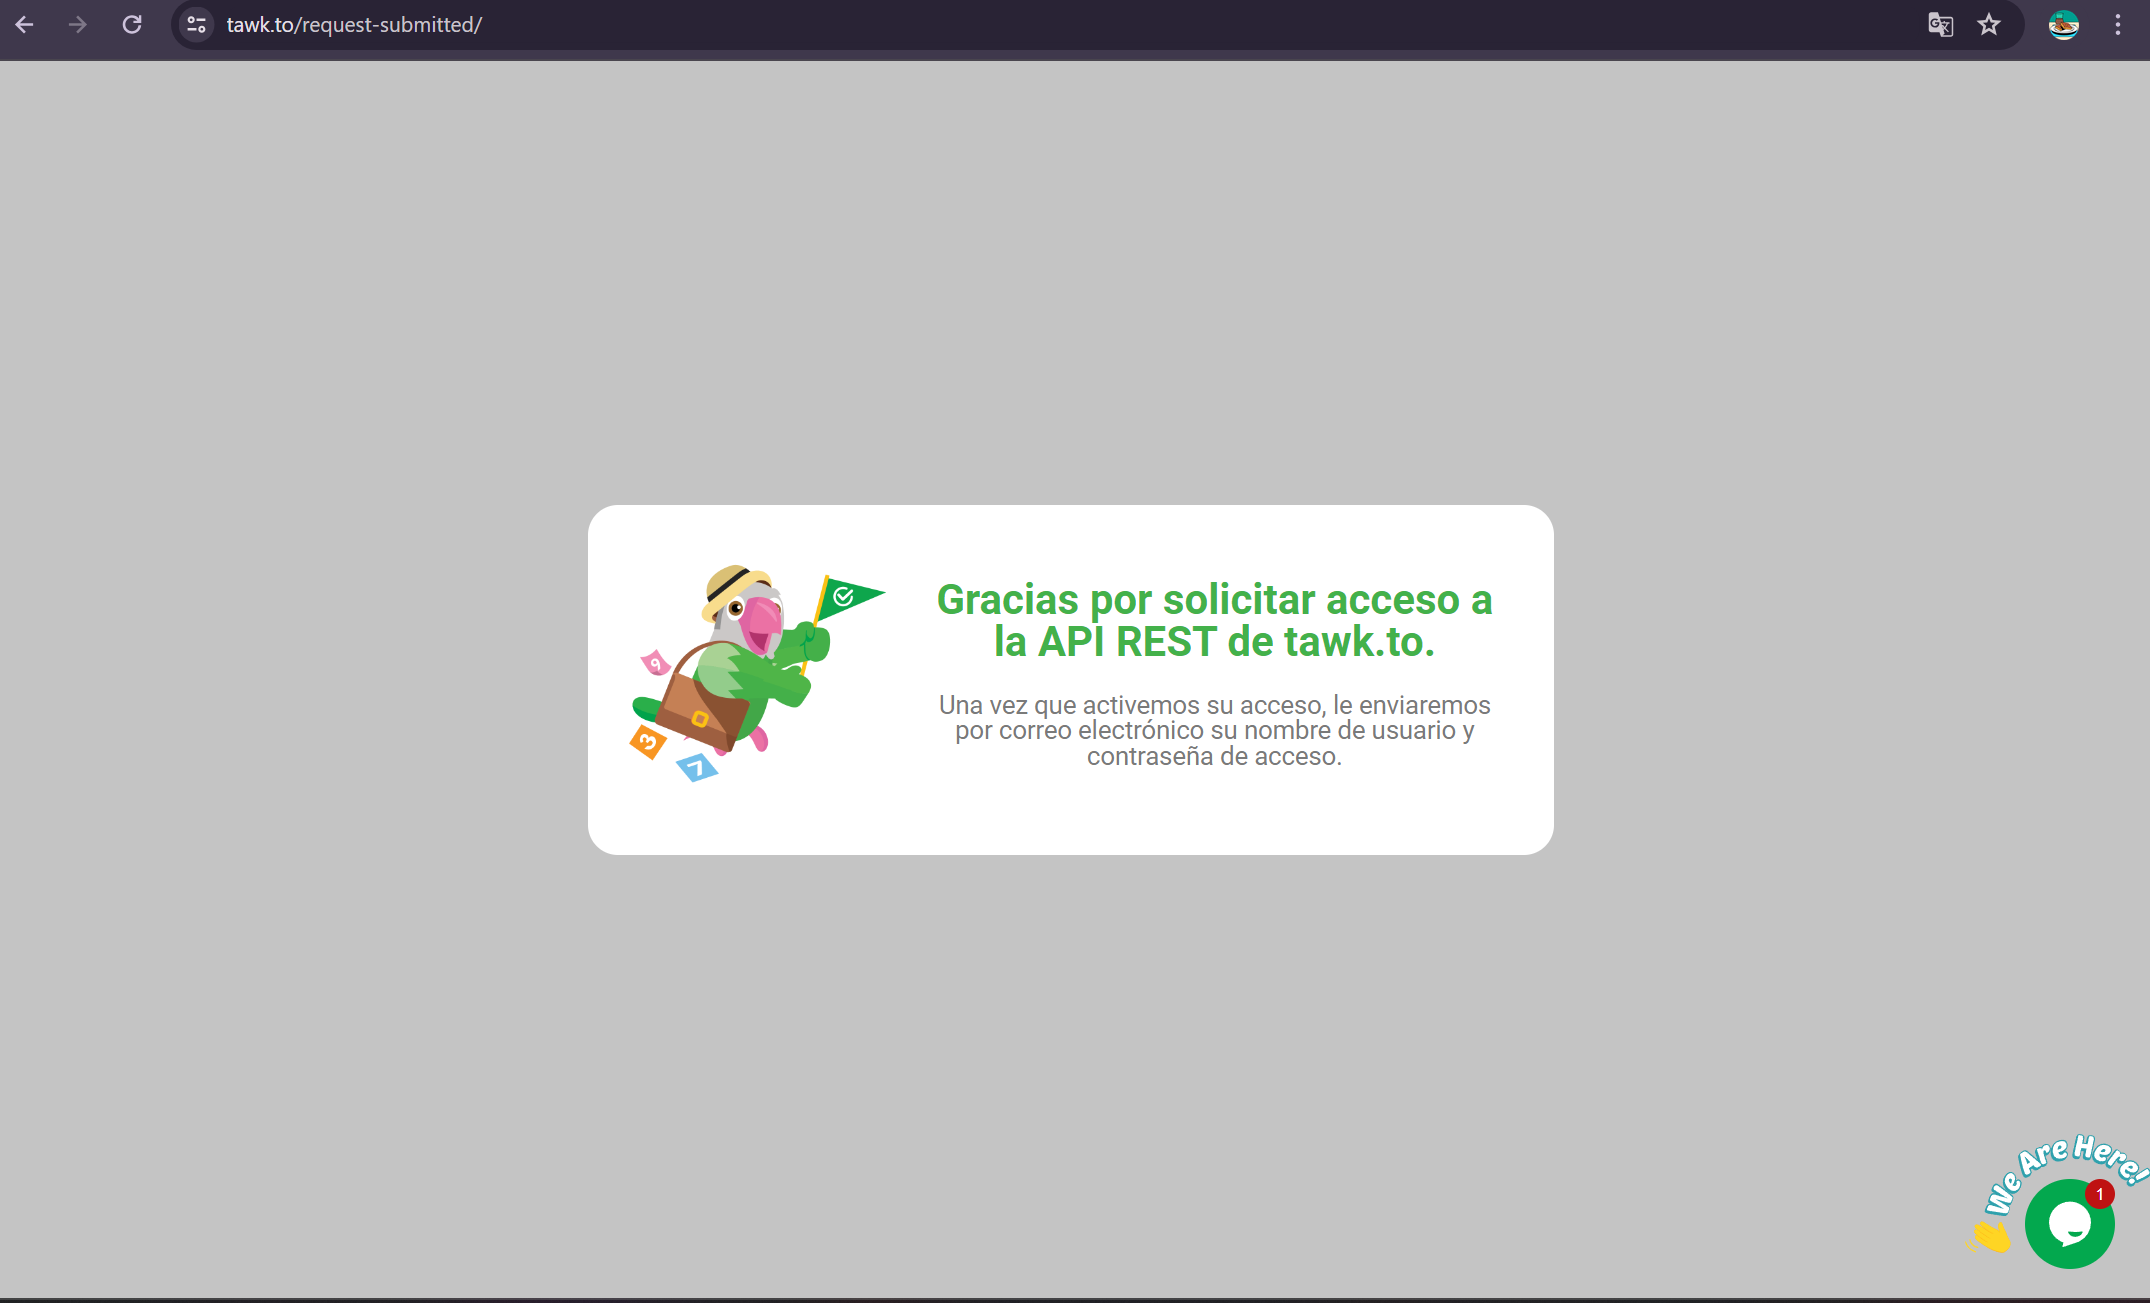 tawk.to/request-submitted/
Gracias por solicitar acceso a
la API REST de tawk.to.
Una vez que activemos su acceso, le enviaremos
por correo electrónico su nombre de usuario y
contraseña de acceso.
9
3
7
We Are Here!
1